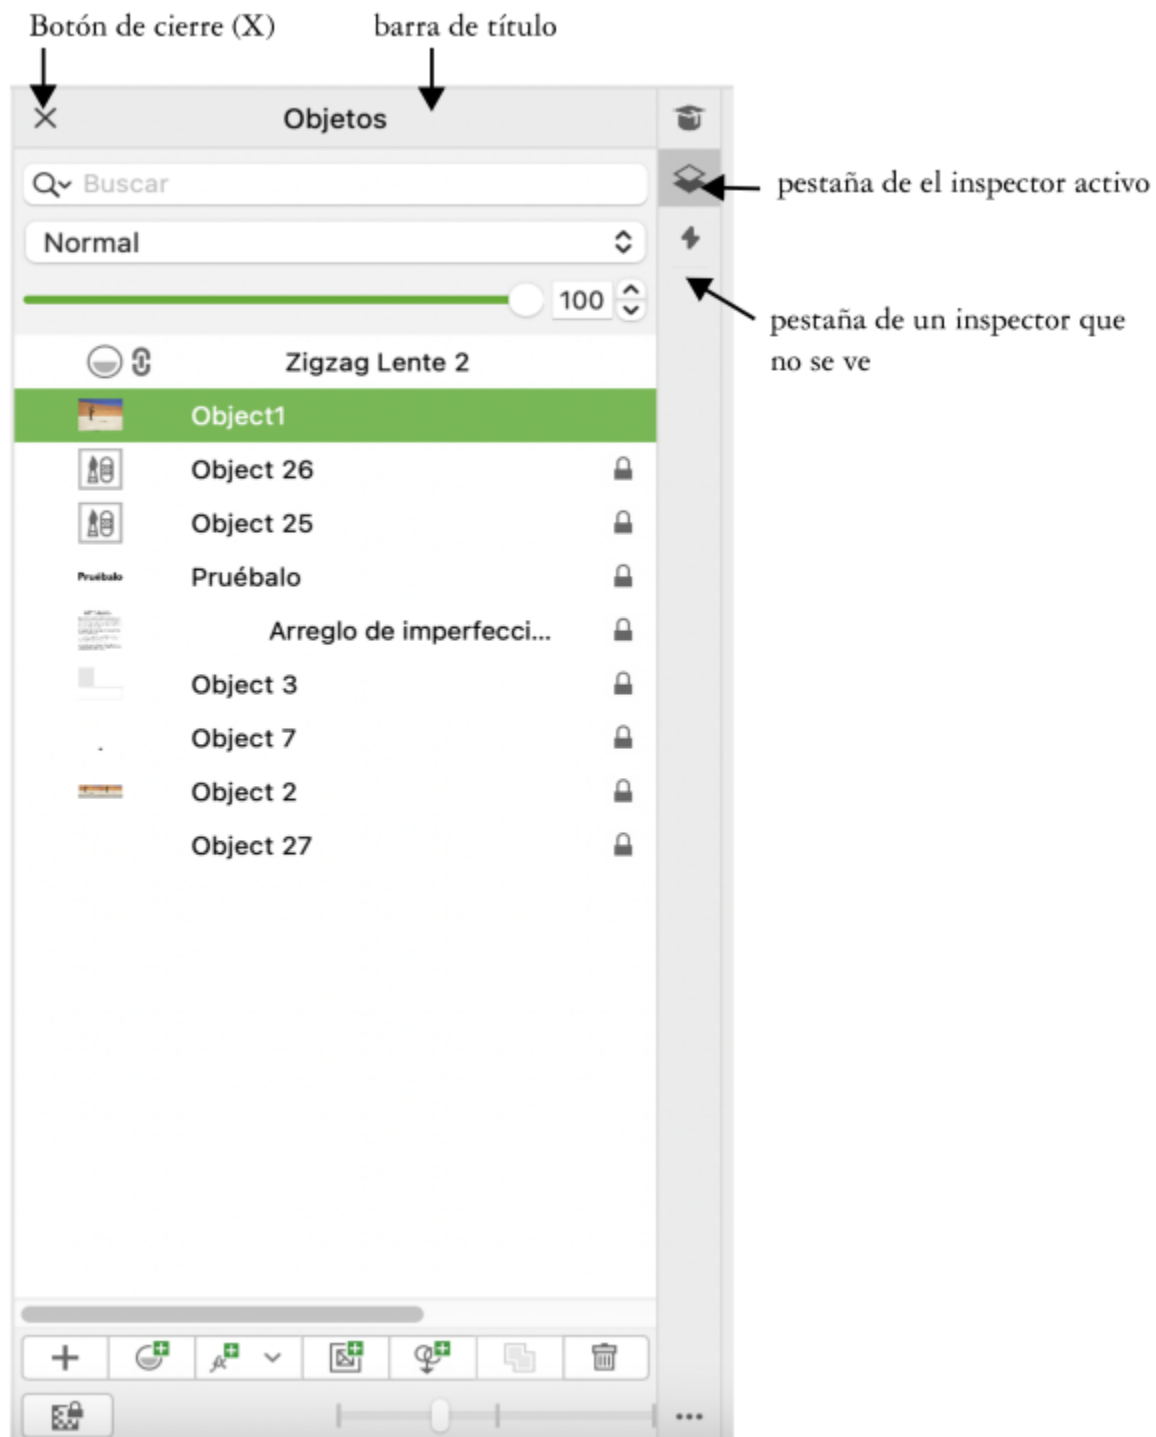 Botón de cierre (X)
barra de título
Objetos
Buscar
pestaña de el inspector activo
Normal
100
pestaña de un inspector que
no se ve
Zigzag Lente 2
Object1
Object 26
Object 25
Pruébalo
Pruébalo
Arreglo de imperfecci...
Object 3
Object 7
Object 2
Object 27